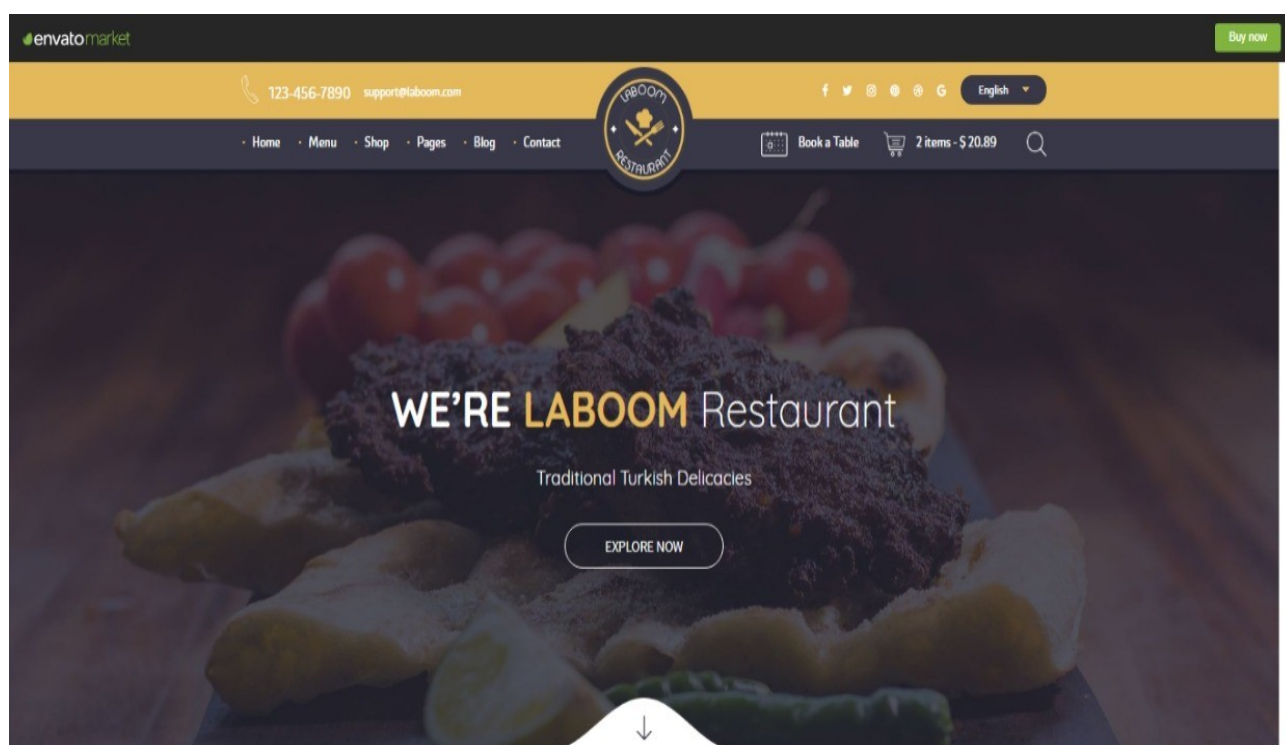 envatomarket
Buy now
123-456-7890 support@laboom.com
English
LABOOM
RESTAURANT
Home Menu Shop Pages Blog Contact
Book a Table 2 items - $ 20.89
WE'RE LABOOM Restaurant
Traditional Turkish Delicacies
EXPLORE NOW